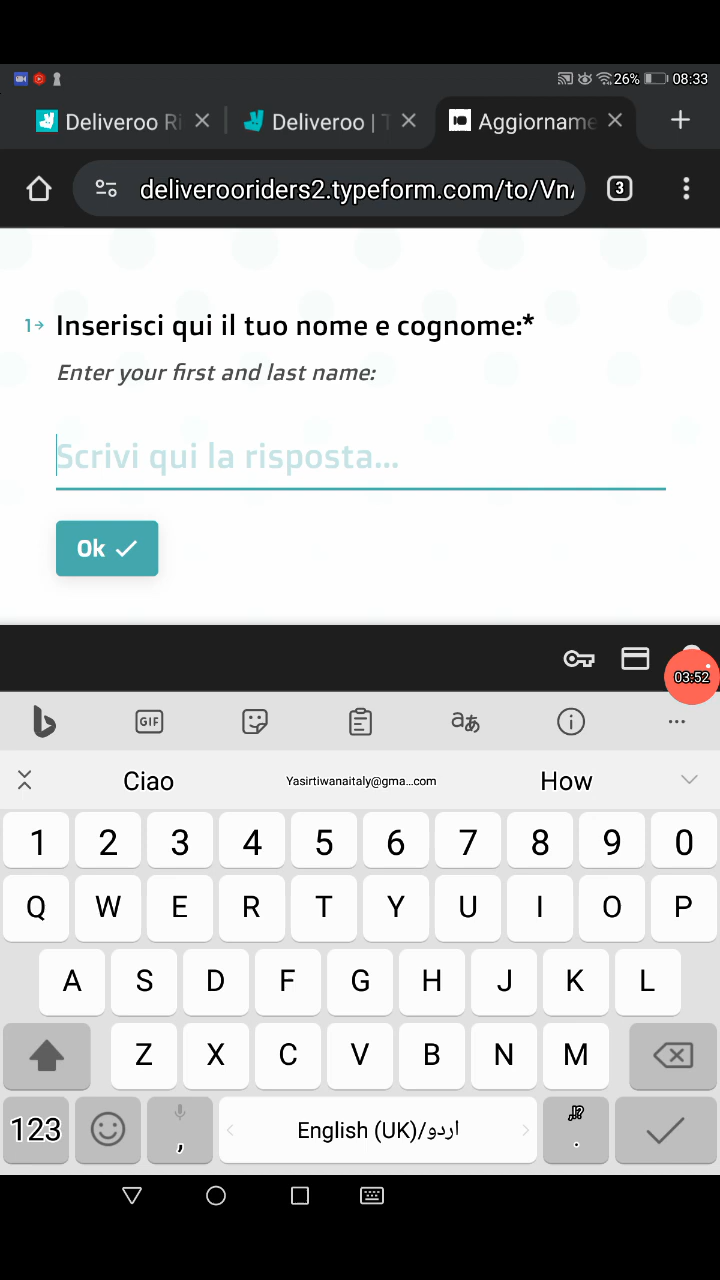 26% 08:33
Deliveroo Ri
Deliveroo | T
Aggiorname
deliverooriders2.typeform.com/to/Vn
3
1
Inserisci qui il tuo nome e cognome:*
Enter your first and last name:
Scrivi qui la risposta...
Ok
03:52
GIF
aあ
Ciao
Yasirtiwanaitaly@gma...com
How
1 2 3 4 5 6 7 8 9 0
Q W E R T Y U I O P
A S D F G H J K L
Z X C V B N M
123
,
English (UK)/اردو
.